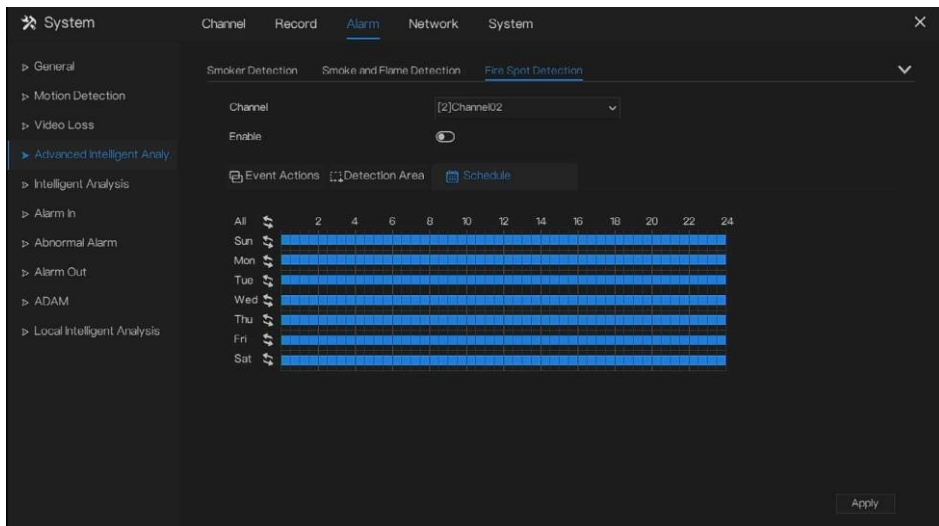 System Channel Record Alarm Network System
General
Motion Detection
Video Loss
Advanced Intelligent Analy.
Intelligent Analysis
Alarm In
Abnormal Alarm
Alarm Out
ADAM
Local Intelligent Analysis
Smoker Detection Smoke and Flame Detection Fire Spot Detection
Channel [2]Channel02
Enable
Event Actions Detection Area Schedule
All 2 4 6 8 10 12 14 16 18 20 22 24
Sun
Mon
Tue
Wed
Thu
Fri
Sat
Apply